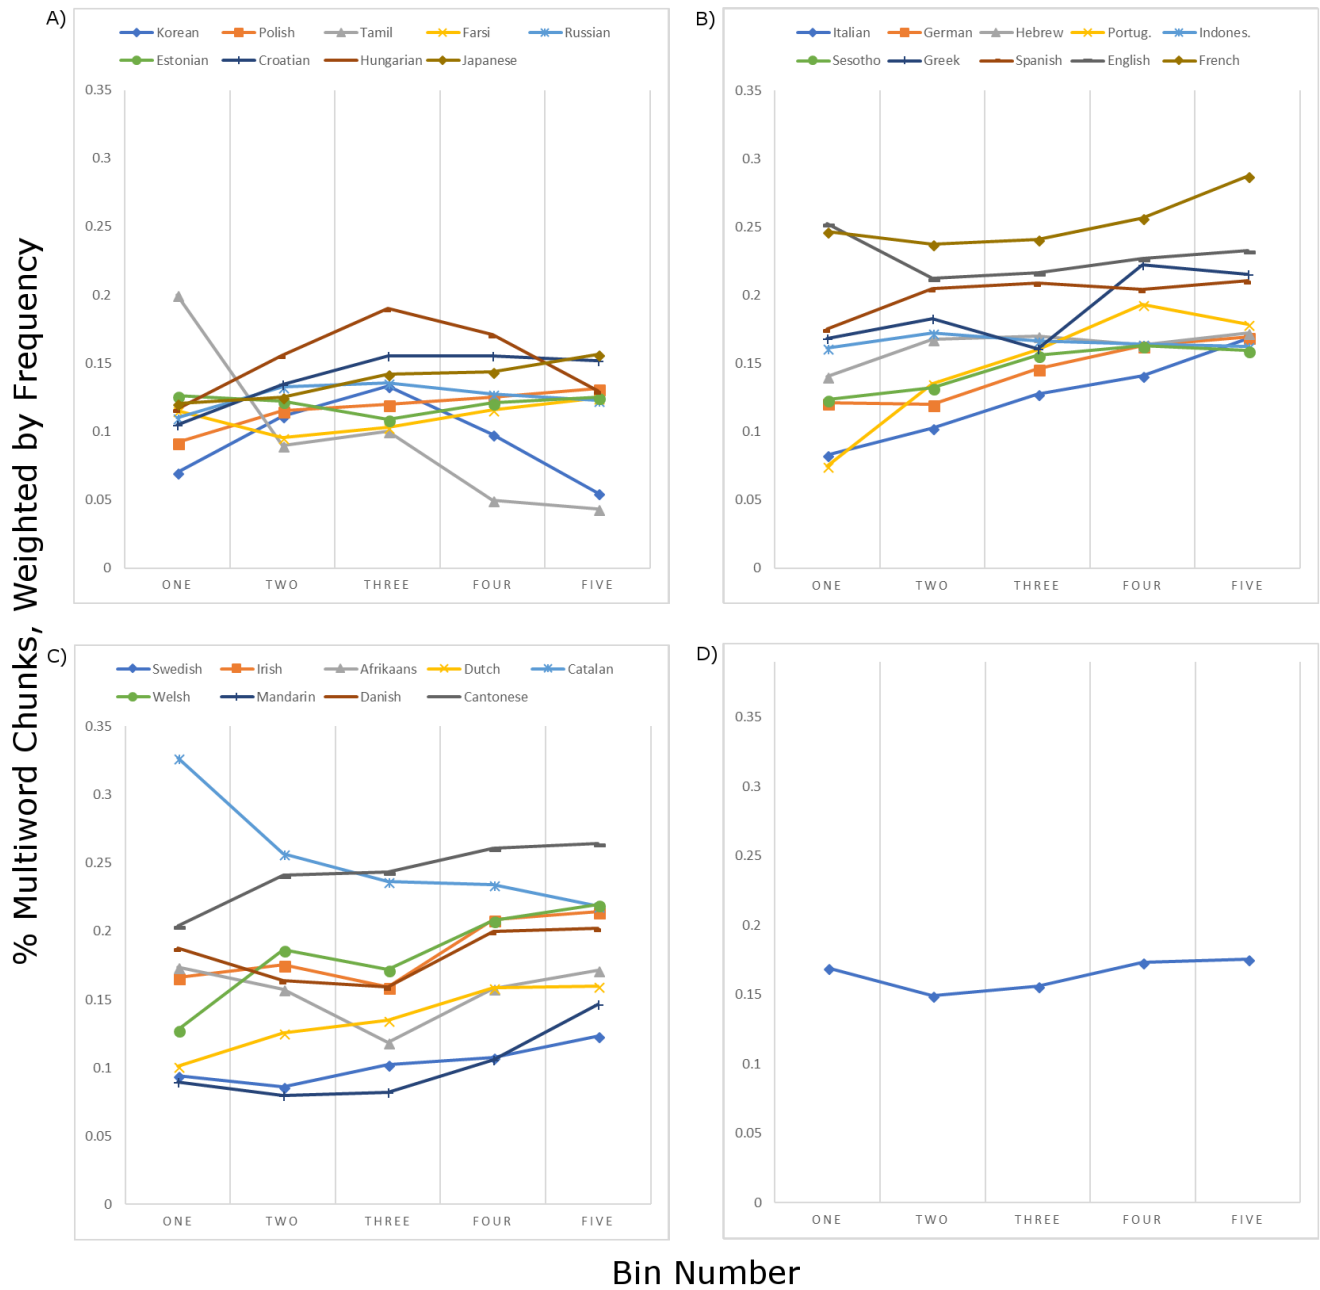 A)
Korean Polish Tamil Farsi Russian
Estonian Croatian Hungarian Japanese
0.35
0.3
0.25
0.2
0.15
0.1
0.05
0
ONE TWO THREE FOUR FIVE
B)
Italian German Hebrew Portug. Indones.
Sesotho Greek Spanish English French
0.35
0.3
0.25
0.2
0.15
0.1
0.05
0
ONE TWO THREE FOUR FIVE
% Multiword Chunks, Weighted by Frequency
C)
Swedish Irish Afrikaans Dutch Catalan
Welsh Mandarin Danish Cantonese
0.35
0.3
0.25
0.2
0.15
0.1
0.05
0
ONE TWO THREE FOUR FIVE
D)
0.35
0.3
0.25
0.2
0.15
0.1
0.05
0
ONE TWO THREE FOUR FIVE
Bin Number